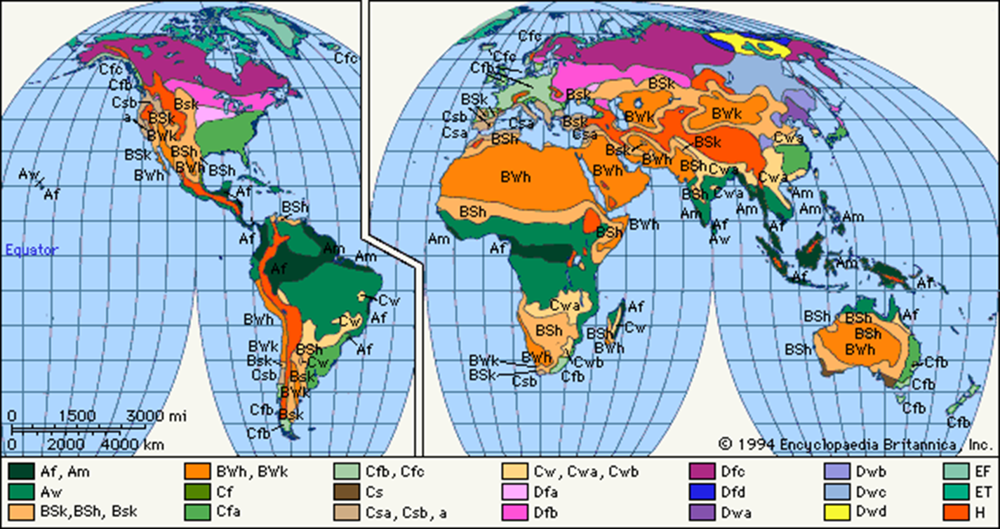 Cfc
Cfc
Cfc
Cfc
Cfb
Cfb
Csb
a
Bsk
BSk
BWk
BSk
BSh
BWh
BWh
BSh
Aw
Af
Af
BSh
Af
Equator
Am
Am
Af
Cw
Cw
Af
BWh
Af
BWk
BSh
Bsk
Cw
Csb
Bsk
BWk
Cfb
Bsk
Cfb
BSk
Bsk
BSk
Csb
Csa
Csa
Bsk
Csa
BWk
BWk
BSh
Bsk
BSk
Cwa
BWh
BWh
BWh
BSh
Cwa
Cwa
BSh
Cwa
Am
BSh
Am
Am
Am
Am
BWh
Af
Af
Am
BSh
Aw
Af
Am
Af
Af
Cwa
Af
BSh
BSh
Af
BSh
BSh
Cw
BSh
BWh
BSh
BWh
BWh
BWk
Cwb
Cfb
BSk
Csb
Cfb
Cfb
Cfb
Cfb
0 1500 3000 mi
0 2000 4000 km
© 1994 Encyclopaedia Britannica, Inc.
Af, Am
Aw
BSk,BSh, Bsk
BWh, BWk
Cf
Cfa
Cfb, Cfc
Cs
Csa, Csb, a
Cw, Cwa, Cwb
Dfa
Dfb
Dfc
Dfd
Dwa
Dwb
Dwc
Dwd
EF
ET
H